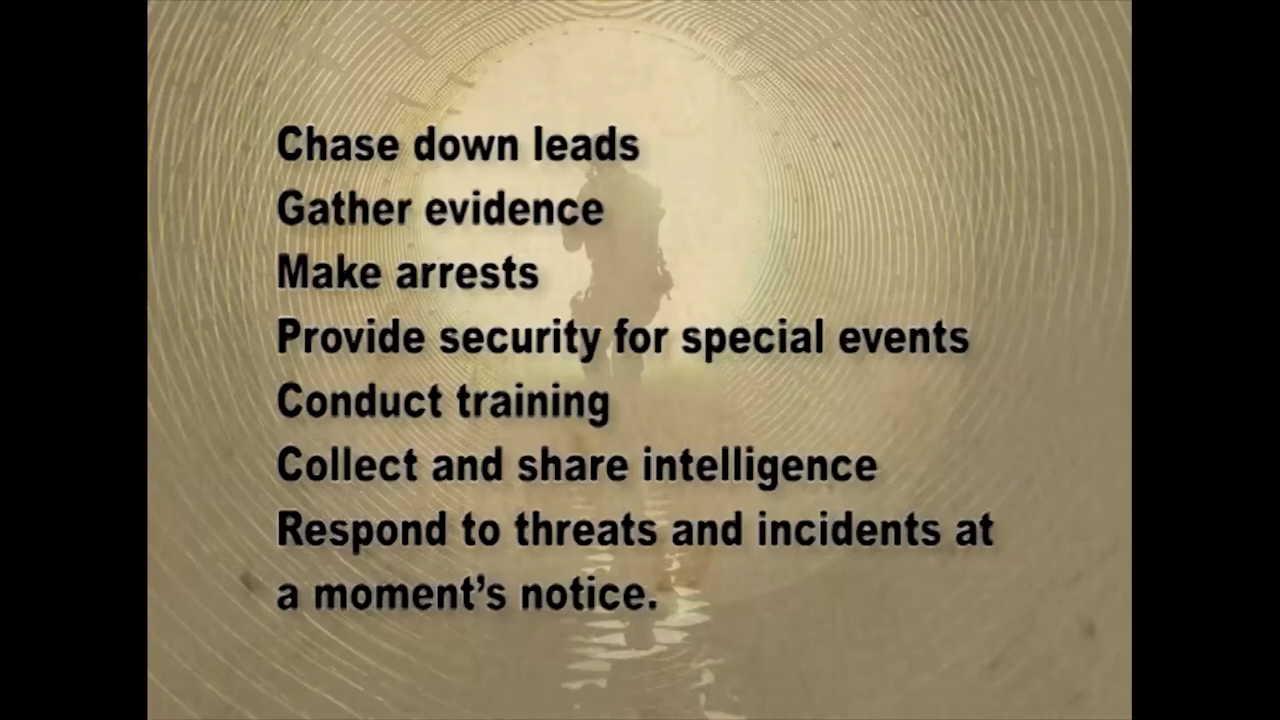 Chase down leads
Gather evidence
Make arrests
Provide security for special events
Conduct training
Collect and share intelligence
Respond to threats and incidents at
a moment’s notice.